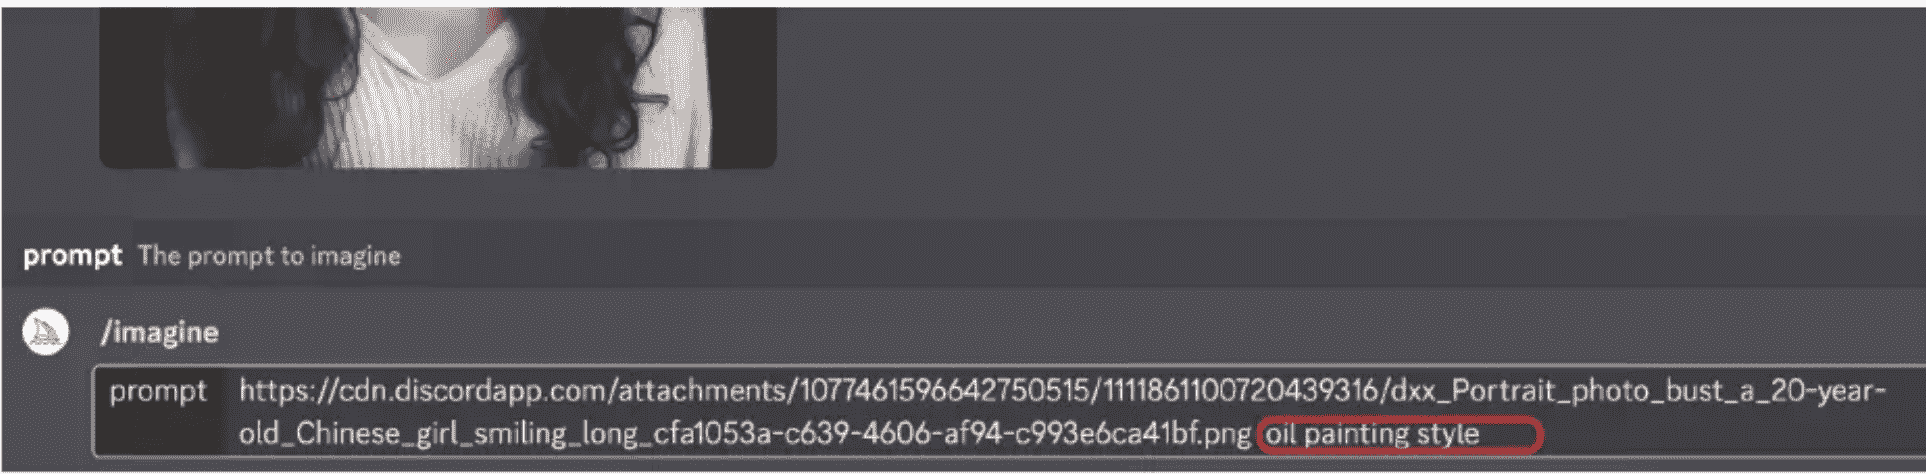 prompt The prompt to imagine
/imagine
prompt https://cdn.discordapp.com/attachments/1077461596642750515/1111861100720439316/dxx_Portrait_photo_bust_a_20-year-
old_Chinese_girl_smiling_long_cfa1053a-c639-4606-af94-c993e6ca41bf.png oil painting style